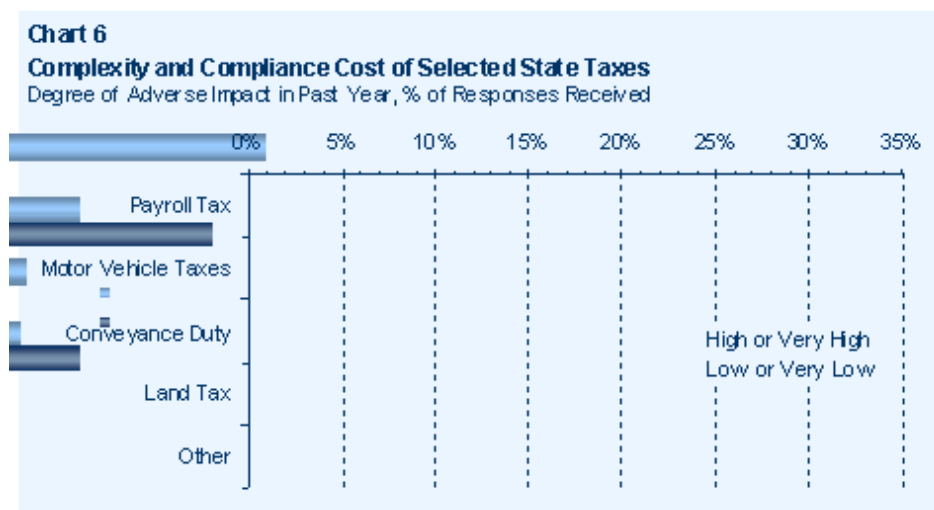 Chart 6
Complexity and Compliance Cost of Selected State Taxes
Degree of Adverse Impact in Past Year, % of Responses Received
0% 5% 10% 15% 20% 25% 30% 35%
Payroll Tax
Motor Vehicle Taxes
Conveyance Duty
High or Very High
Low or Very Low
Land Tax
Other